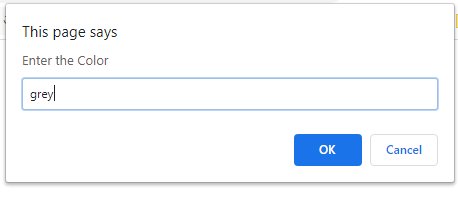 This page says
Enter the Color
grey
OK
Cancel